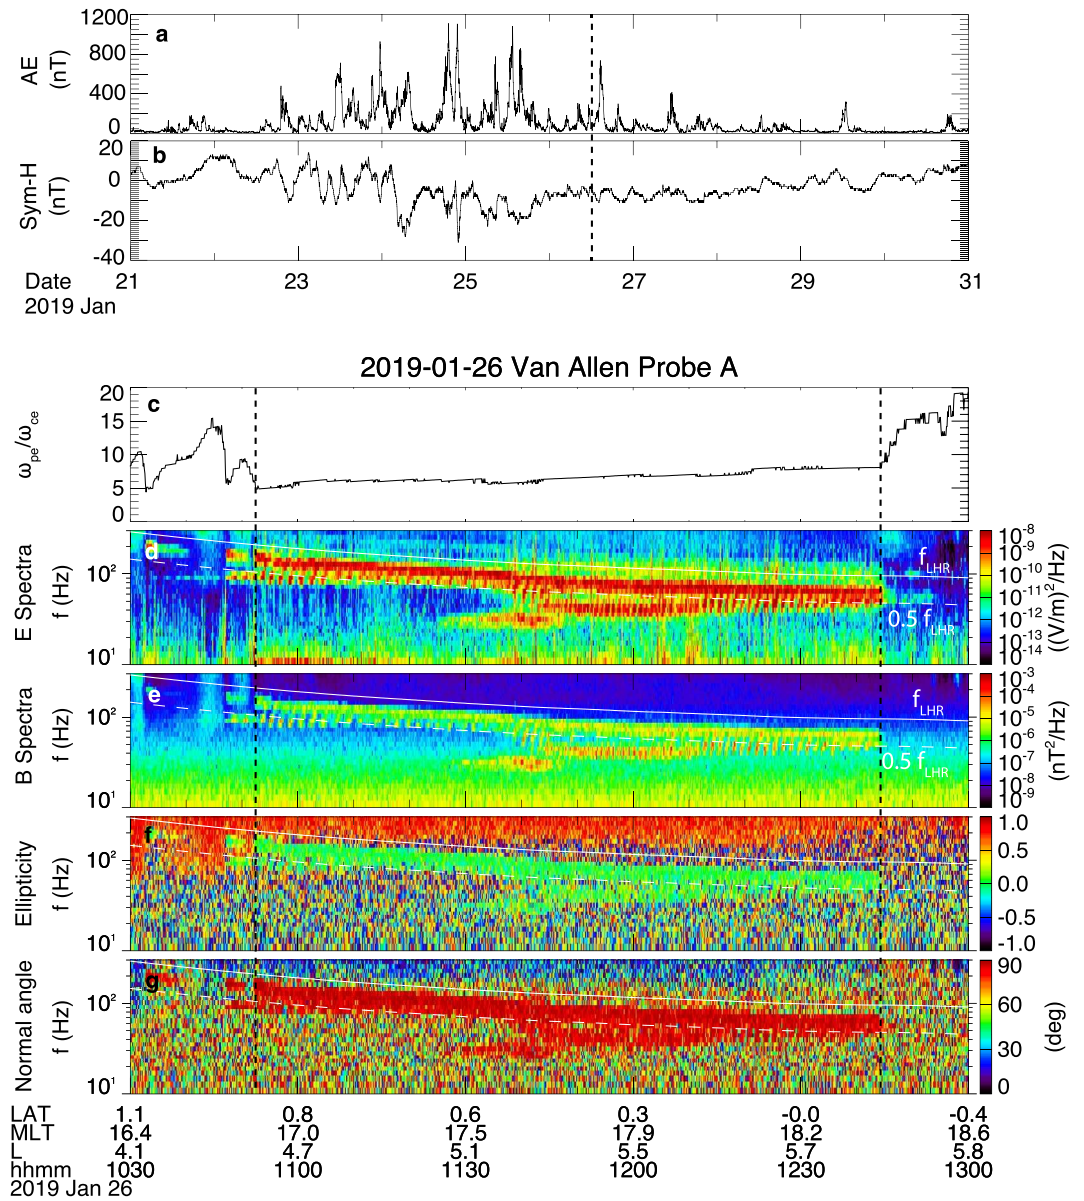 1200
800
400
0
AE
(nT)
a
20
0
-20
-40
Sym-H
(nT)
b
Date 21 23 25 27 29 31
2019 Jan
2019-01-26 Van Allen Probe A
20
15
10
5
0
ωpe/ωce
c
10²
10¹
E Spectra
f (Hz)
d
fLHR
0.5 fLHR
10⁻⁸
10⁻⁹
10⁻¹⁰
10⁻¹¹
10⁻¹²
10⁻¹³
10⁻¹⁴
((V/m)²/Hz)
10²
10¹
B Spectra
f (Hz)
e
fLHR
0.5 fLHR
10⁻³
10⁻⁴
10⁻⁵
10⁻⁶
10⁻⁷
10⁻⁸
10⁻⁹
(nT²/Hz)
10²
10¹
Ellipticity
f (Hz)
f
1.0
0.5
0.0
-0.5
-1.0
10²
10¹
Normal angle
f (Hz)
g
90
60
30
0
(deg)
LAT 1.1 0.8 0.6 0.3 -0.0 -0.4
MLT 16.4 17.0 17.5 17.9 18.2 18.6
L 4.1 4.7 5.1 5.5 5.7 5.8
hhmm 1030 1100 1130 1200 1230 1300
2019 Jan 26